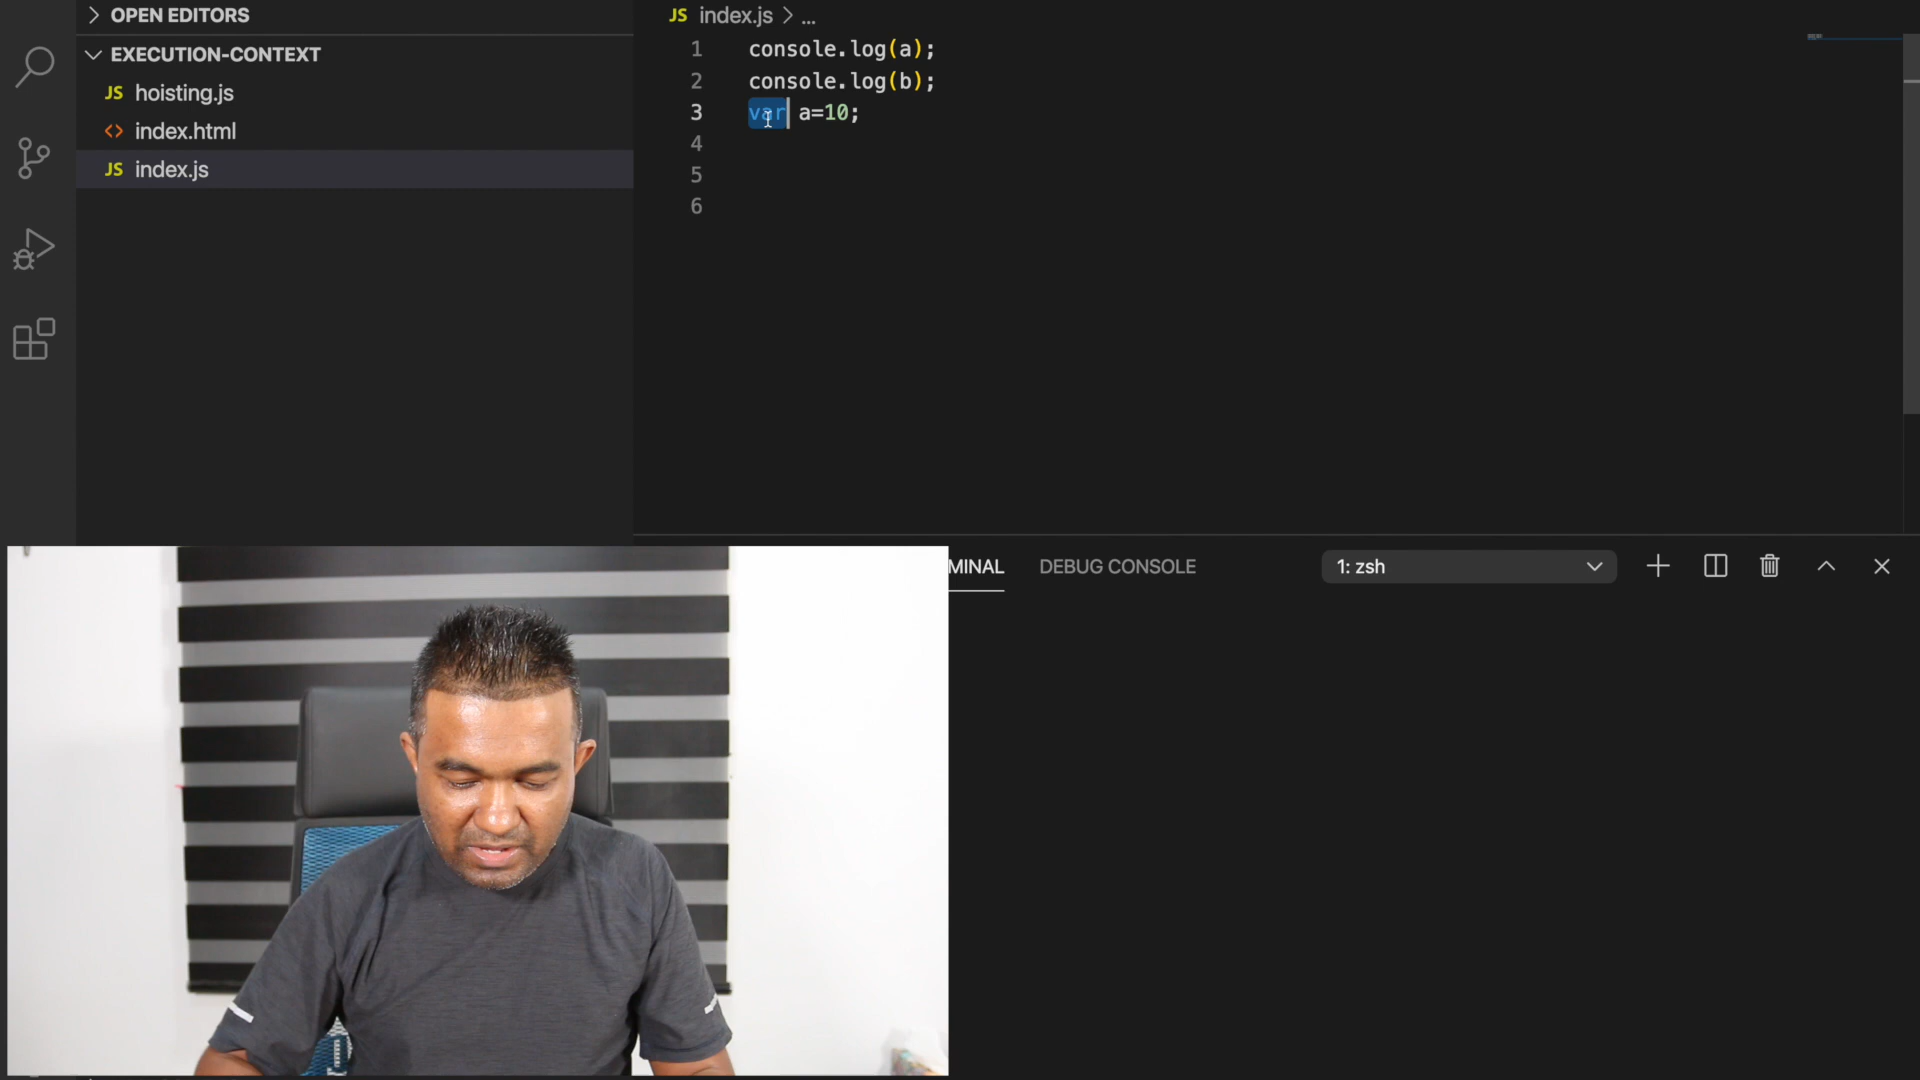 OPEN EDITORS
EXECUTION-CONTEXT
JS hoisting.js
<> index.html
JS index.js
JS index.js > ...
1 console.log(a);
2 console.log(b);
3 var a=10;
4
5
6
MINAL
DEBUG CONSOLE
1: zsh